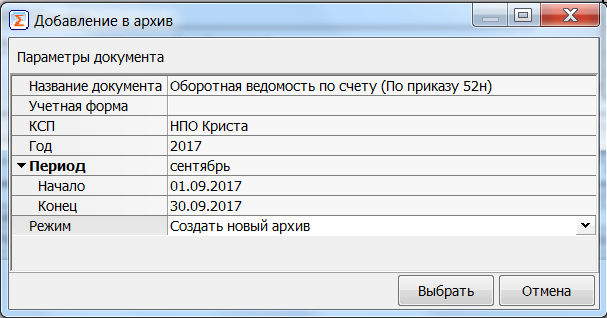 Добавление в архив
Параметры документа
Название документа Оборотная ведомость по счету (По приказу 52н)
Учетная форма
КСП НПО Криста
Год 2017
Период сентябрь
Начало 01.09.2017
Конец 30.09.2017
Режим Создать новый архив
Выбрать Отмена